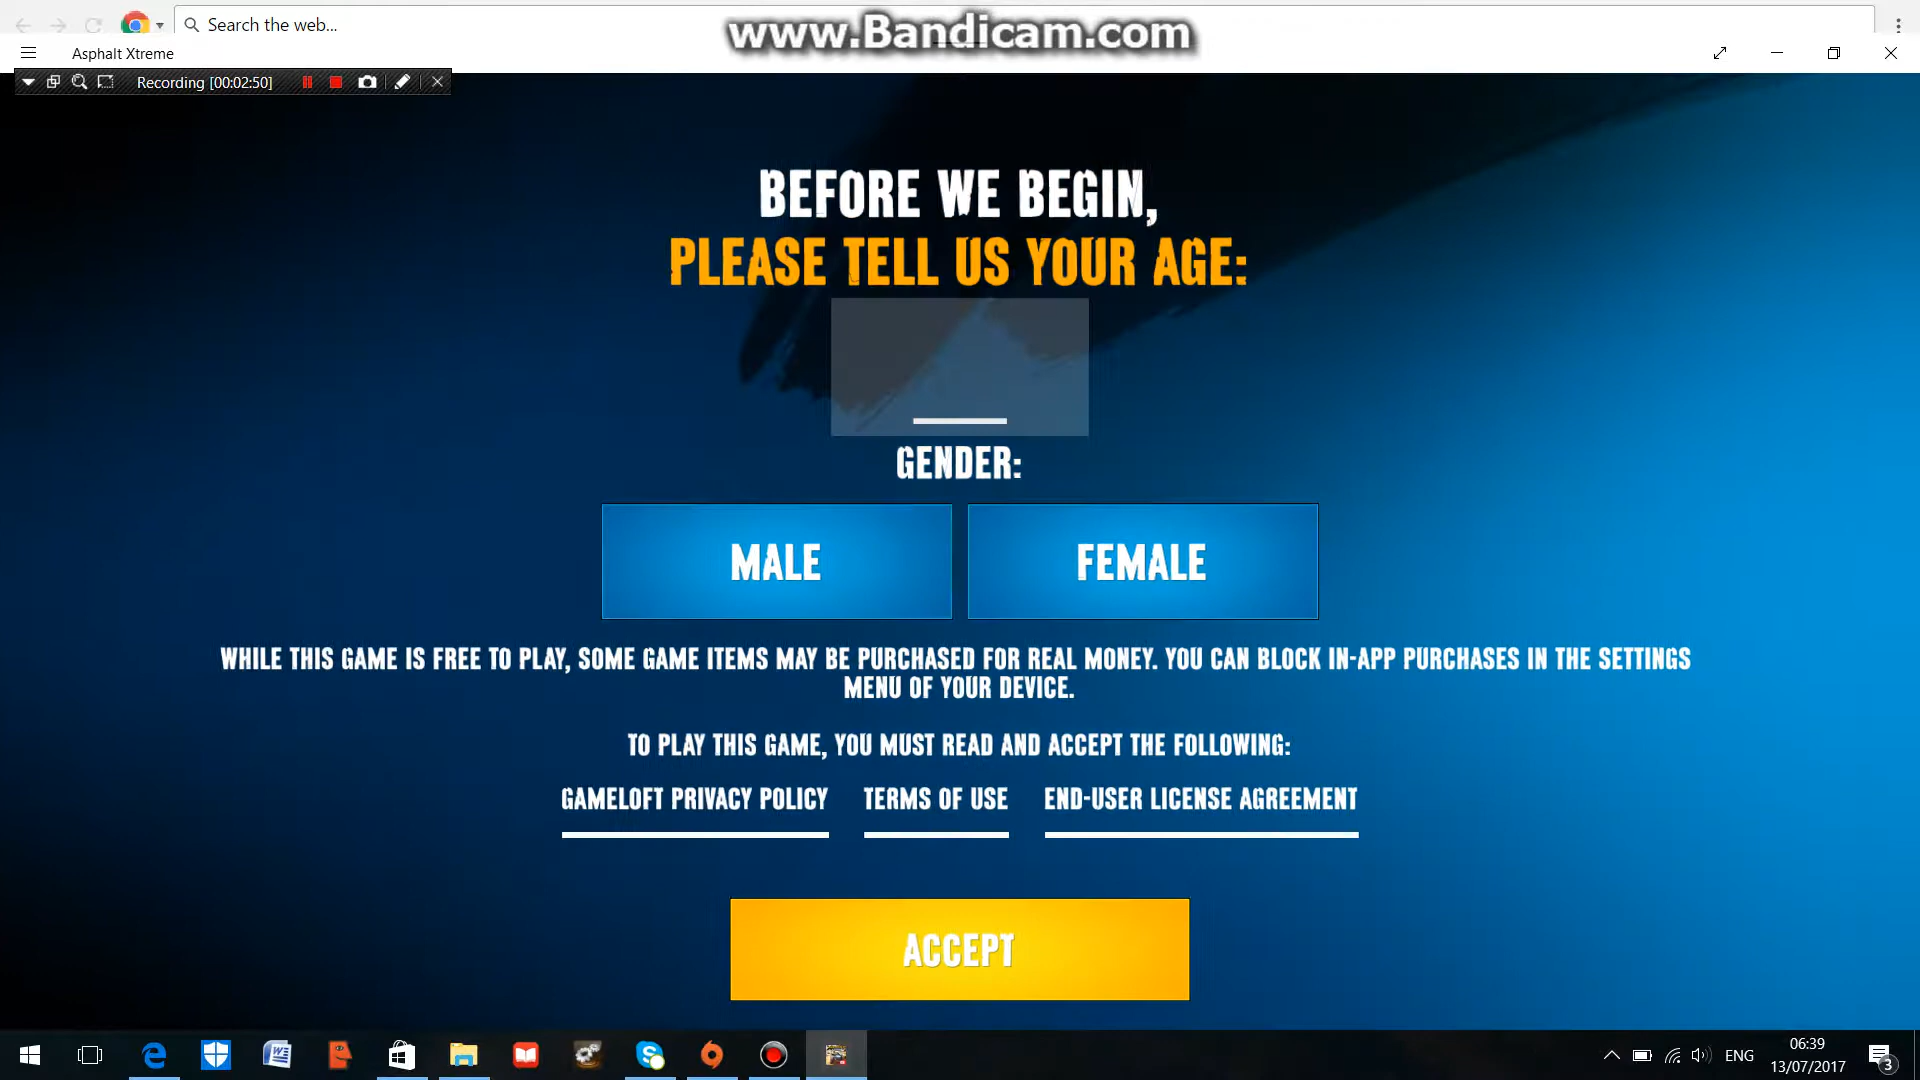 Search the web...
www.Bandicam.com
Asphalt Xtreme
Recording [00:02:50]
BEFORE WE BEGIN,
PLEASE TELL US YOUR AGE:
GENDER:
MALE
FEMALE
WHILE THIS GAME IS FREE TO PLAY, SOME GAME ITEMS MAY BE PURCHASED FOR REAL MONEY. YOU CAN BLOCK IN-APP PURCHASES IN THE SETTINGS
MENU OF YOUR DEVICE.
TO PLAY THIS GAME, YOU MUST READ AND ACCEPT THE FOLLOWING:
GAMELOFT PRIVACY POLICY
TERMS OF USE
END-USER LICENSE AGREEMENT
ACCEPT
ENG
06:39
13/07/2017
3